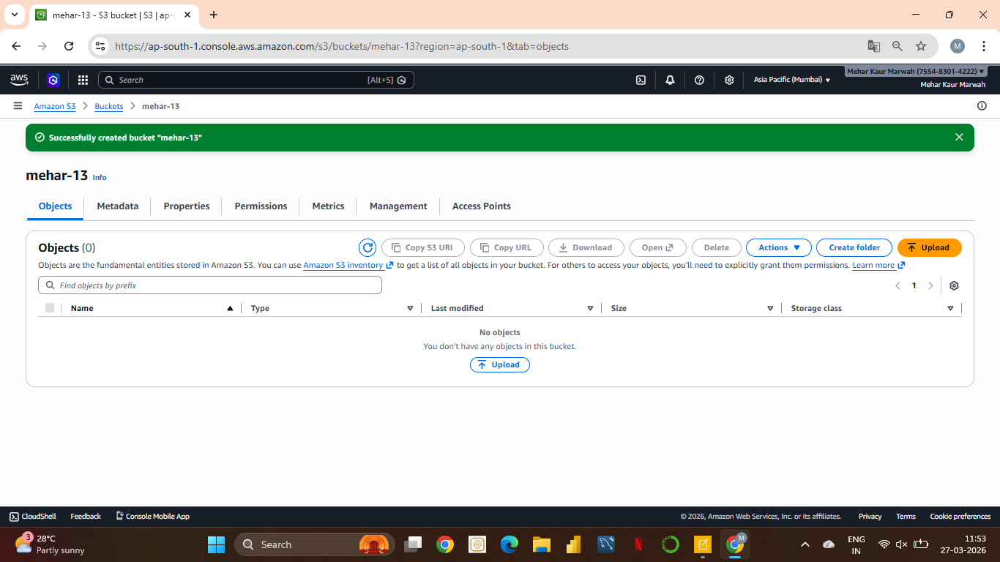 mehar-13 - S3 bucket | S3 | ap-s
https://ap-south-1.console.aws.amazon.com/s3/buckets/mehar-13?region=ap-south-1&tab=objects
M
aws
Search [Alt+S]
Asia Pacific (Mumbai)
Mehar Kaur Marwah (7554-8301-4222)
Mehar Kaur Marwah
Amazon S3 Buckets mehar-13
Successfully created bucket "mehar-13"
mehar-13 Info
Objects Metadata Properties Permissions Metrics Management Access Points
Objects (0) Copy S3 URI Copy URL Download Open Delete Actions Create folder Upload
Objects are the fundamental entities stored in Amazon S3. You can use Amazon S3 inventory to get a list of all objects in your bucket. For others to access your objects, you'll need to explicitly grant them permissions. Learn more
Find objects by prefix 1
Name Type Last modified Size Storage class
No objects
You don't have any objects in this bucket.
Upload
CloudShell Feedback Console Mobile App © 2026, Amazon Web Services, Inc. or its affiliates. Privacy Terms Cookie preferences
3
28°C
Partly sunny
Search
N
M
ENG
IN
11:53
27-03-2026